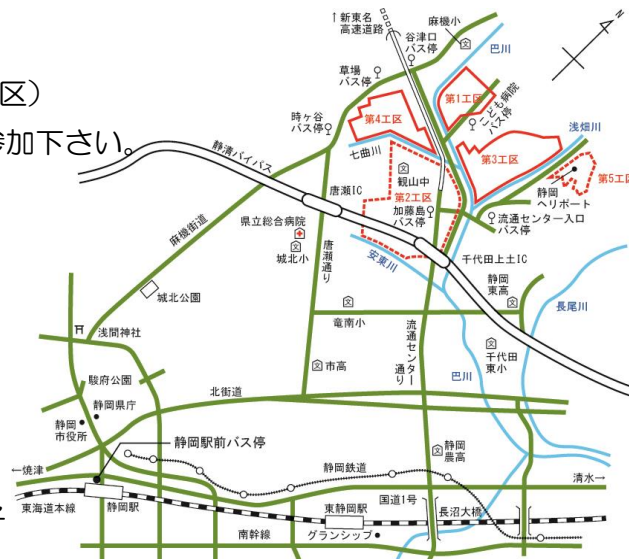 区）
参加下さい。
↑新東名
高速道路
麻機小
谷津口
バス停
巴川
草場
バス停
第1工区
こども病院
バス停
浅畑川
時ヶ谷
バス停
第4工区
静清バイパス
七曲川
第3工区
観山中
静岡
ヘリポート
第5工区
唐瀬IC
第2工区
加藤島
バス停
流通センター入口
バス停
麻機街道
県立総合病院
城北小
唐瀬通り
安東川
千代田上土IC
静岡
東高
長尾川
城北公園
竜南小
流通センター通り
千代田
東小
浅間神社
市高
巴川
駿府公園
北街道
静岡県庁
静岡
市役所
静岡駅前バス停
静岡
農高
←焼津
静岡鉄道
清水→
東海道本線
静岡駅
東静岡駅
国道1号
長沼大橋
南幹線
グランシップ